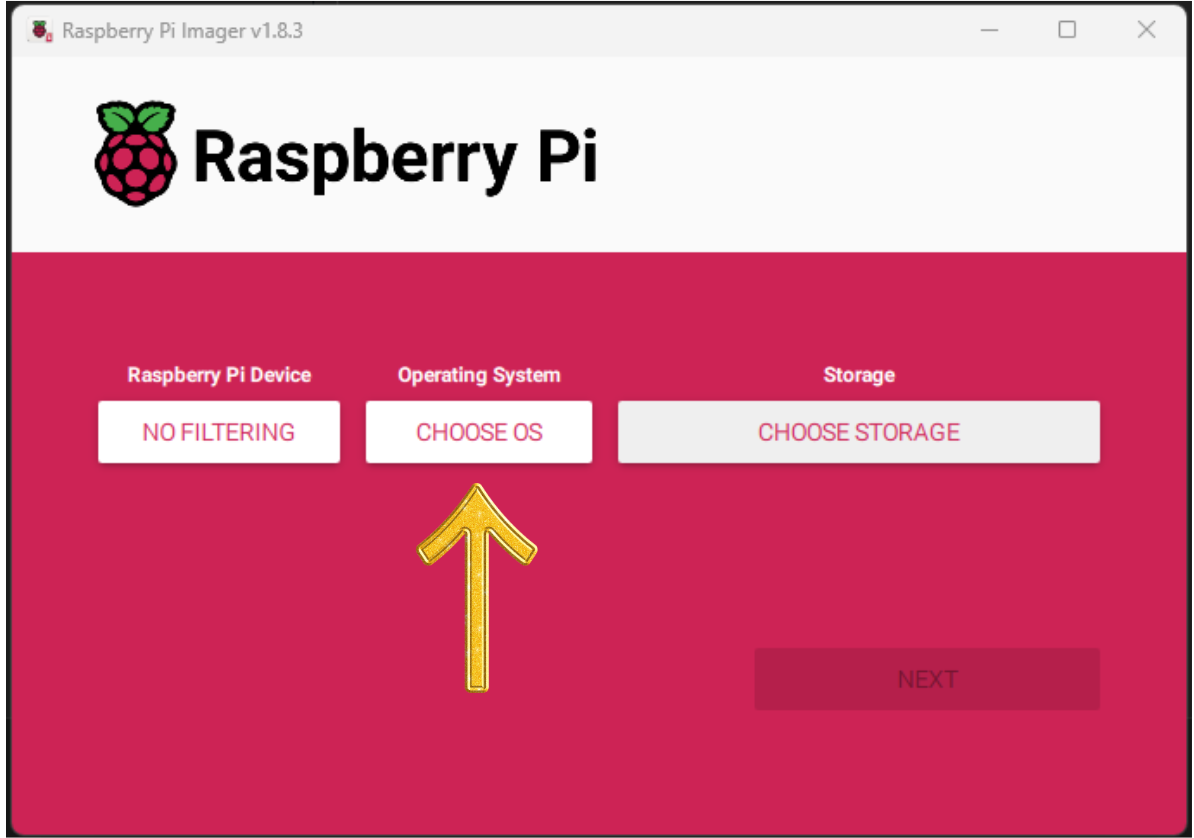 Raspberry Pi Imager v1.8.3
Raspberry Pi
Raspberry Pi Device
Operating System
Storage
NO FILTERING
CHOOSE OS
CHOOSE STORAGE
NEXT